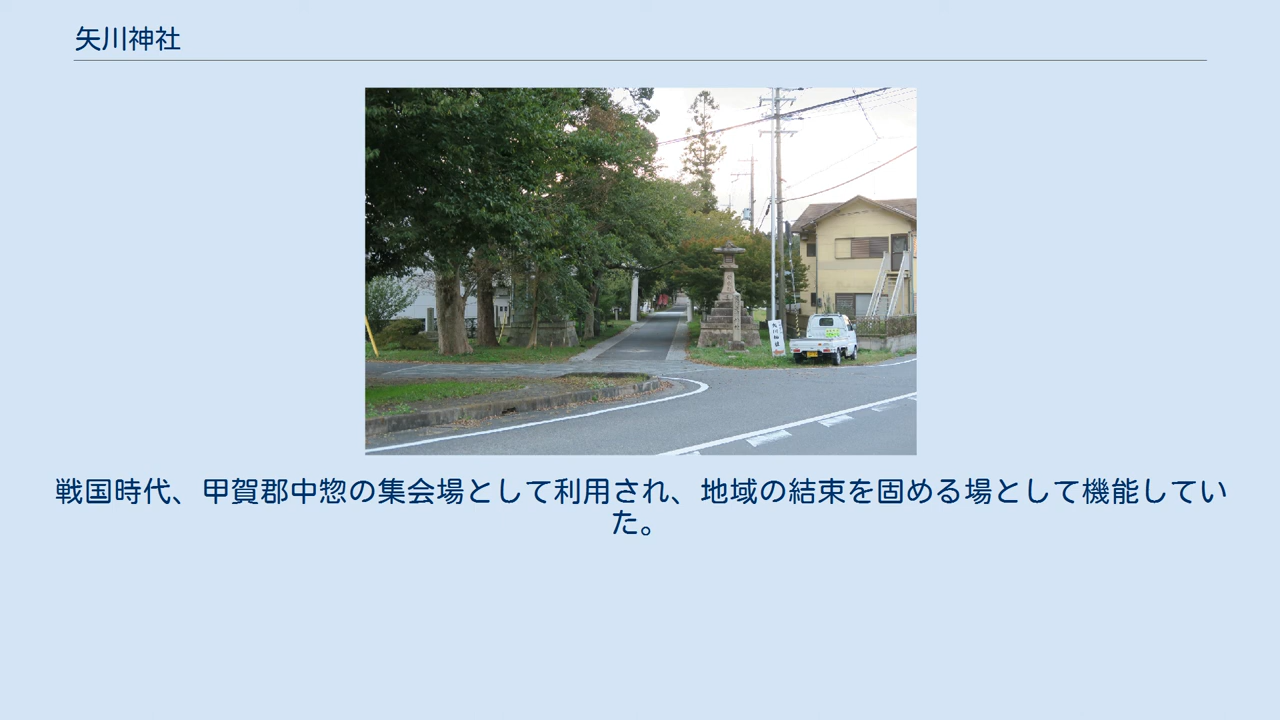 矢川神社
戦国時代、甲賀郡中惣の集会場として利用され、地域の結束を固める場として機能してい
た。